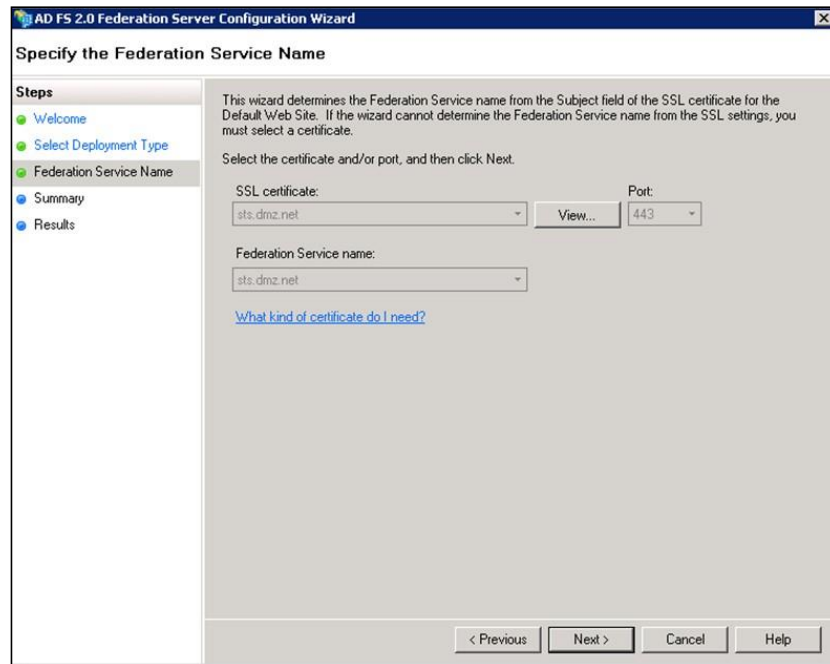 AD FS 2.0 Federation Server Configuration Wizard
Specify the Federation Service Name
Steps
Welcome
Select Deployment Type
Federation Service Name
Summary
Results
This wizard determines the Federation Service name from the Subject field of the SSL certificate for the
Default Web Site. If the wizard cannot determine the Federation Service name from the SSL settings, you
must select a certificate.
Select the certificate and/or port, and then click Next.
SSL certificate:
Port:
sts.dmz.net
View...
443
Federation Service name:
sts.dmz.net
What kind of certificate do I need?
< Previous
Next >
Cancel
Help